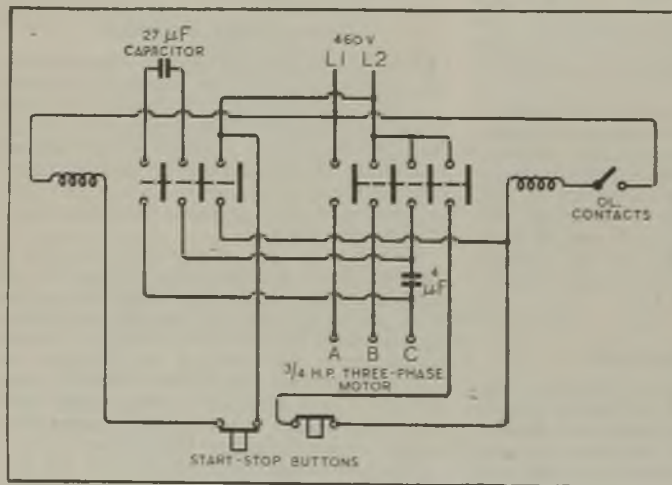 27 μF
CAPACITOR
460 V
L1 L2
O.L.
CONTACTS
4
μF
A B C
3/4 H.P. THREE-PHASE
MOTOR
START-STOP BUTTONS